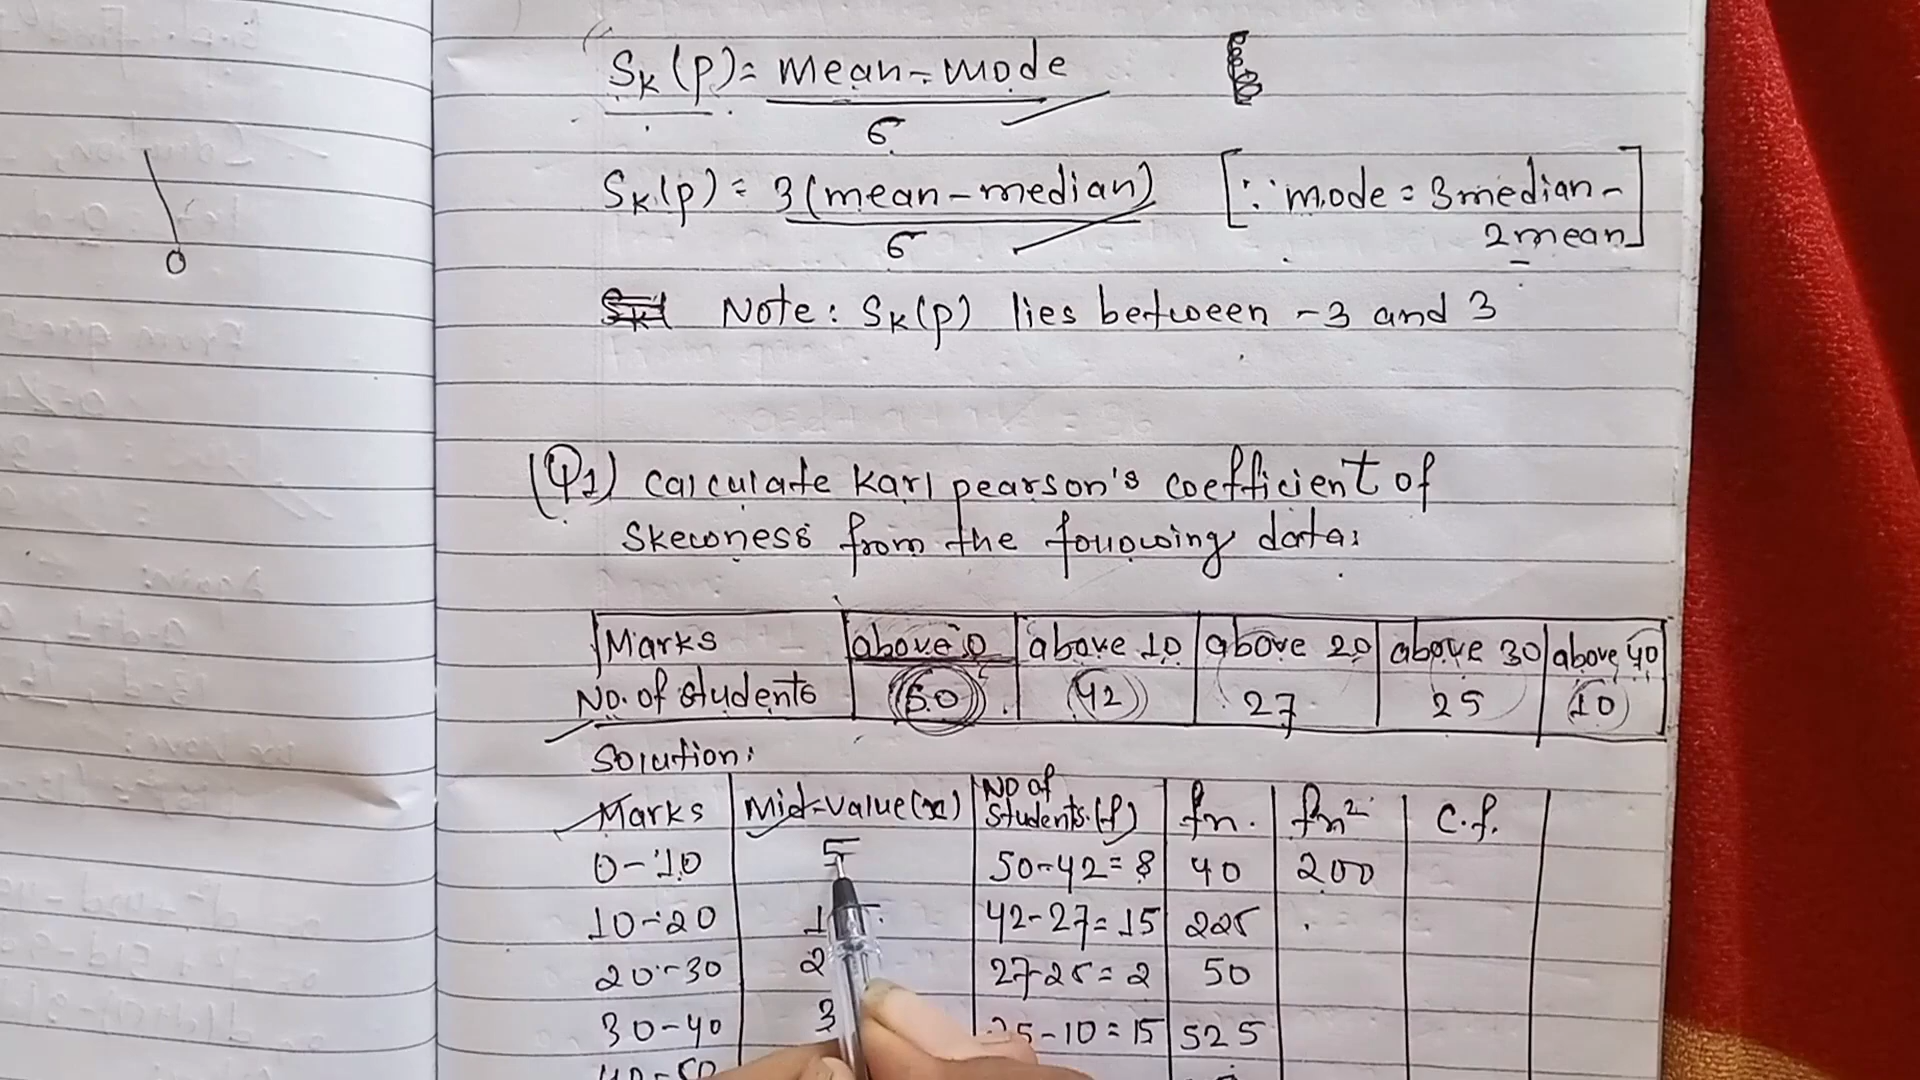 Sk(p) = mean - mode
σ
Sk(p) = 3(mean - median) [∵ mode = 3median -
σ 2mean]
Note: Sk(p) lies between -3 and 3
(Q1) Calculate Karl pearson's coefficient of
Skewness from the following data:
Marks above 0 above 10 above 20 above 30 above 40
No. of students 50 42 27 25 10
Solution:
Marks Mid-value(x) No of Students (f) fx fx² c.f.
0-10 5 50-42=8 40 200
10-20 42-27=15 225
20-30 27-25=2 50
30-40 25-10=15 525
40-50